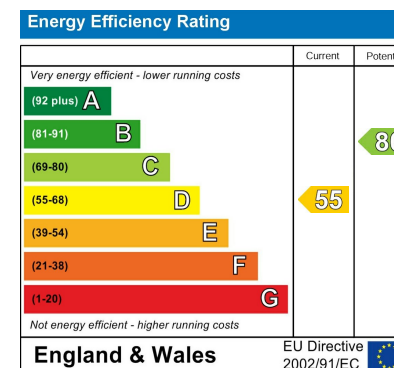 Energy Efficiency Rating
Current
Very energy efficient - lower running costs
(92 plus) A
(81-91) B
(69-80) C
(55-68) D
55
(39-54) E
(21-38) F
(1-20) G
Not energy efficient - higher running costs
England & Wales
EU Directive
2002/91/EC